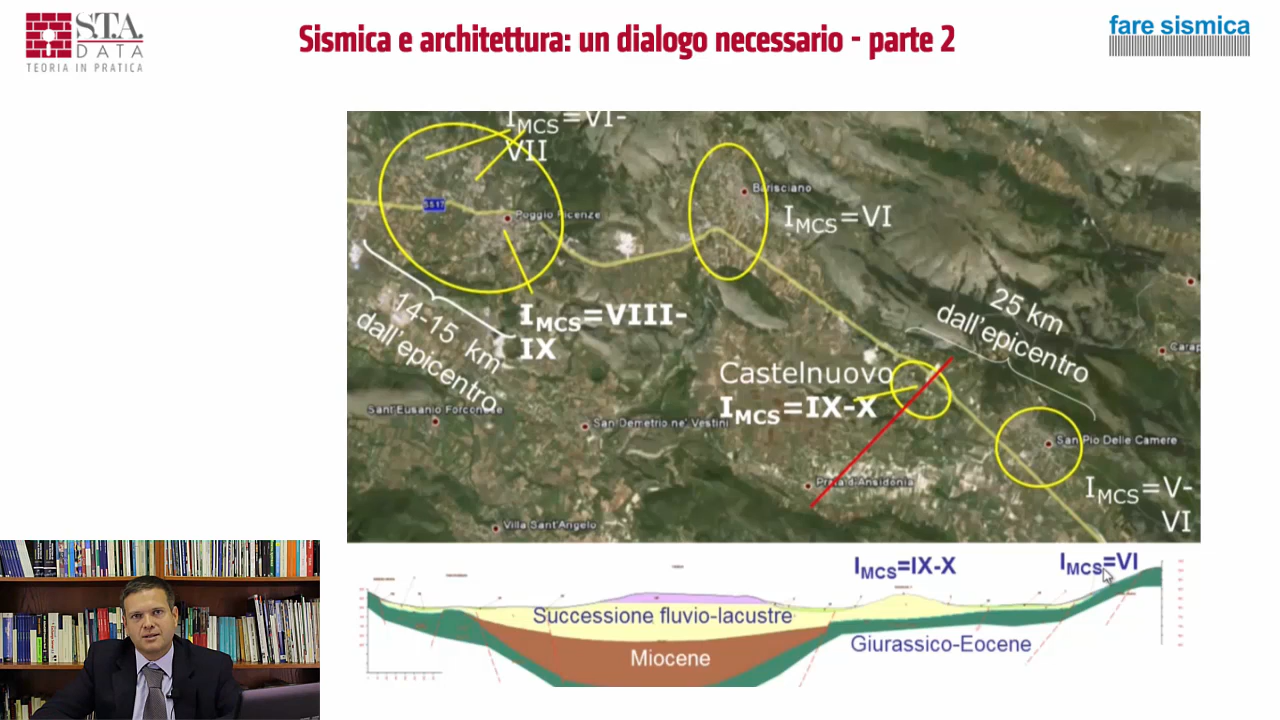 S.T.A.
DATA
TEORIA IN PRATICA
Sismica e architettura: un dialogo necessario - parte 2
fare sismica
IMCS=VI-
VII
S517
Poggio Picenze
Barisciano
IMCS=VI
14-15 km
dall'epicentro
IMCS=VIII-
IX
25 km
dall'epicentro
Carap
Castelnuovo
IMCS=IX-X
Sant'Eusanio Forconese
San Demetrio ne' Vestini
San Pio Delle Camere
Prata d'Ansidonia
IMCS=V-
VI
Villa Sant'Angelo
IMCS=IX-X
IMCS=VI
Successione fluvio-lacustre
Giurassico-Eocene
Miocene